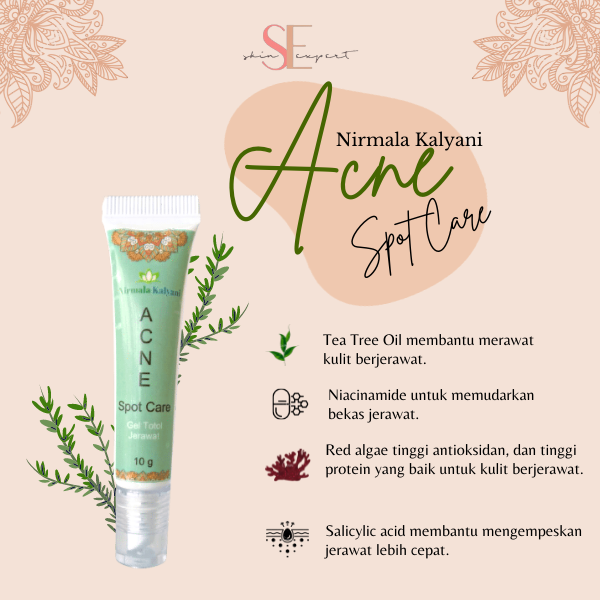 SE
skin expert
Nirmala Kalyani
Acne
Spot Care
Nirmala Kalyani
ACNE
Spot Care
Gel Totol
Jerawat
10 g
Tea Tree Oil membantu merawat
kulit berjerawat.
Niacinamide untuk memudarkan
bekas jerawat.
Red algae tinggi antioksidan, dan tinggi
protein yang baik untuk kulit berjerawat.
Salicylic acid membantu mengempeskan
jerawat lebih cepat.